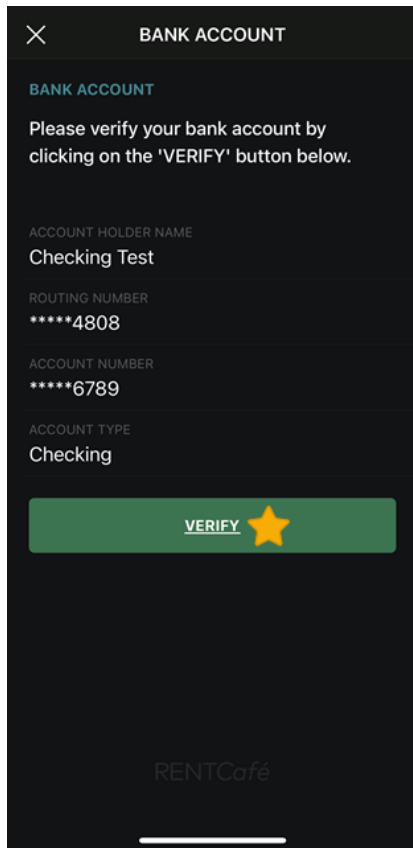 BANK ACCOUNT
BANK ACCOUNT
Please verify your bank account by
clicking on the 'VERIFY' button below.
ACCOUNT HOLDER NAME
Checking Test
ROUTING NUMBER
*****4808
ACCOUNT NUMBER
*****6789
ACCOUNT TYPE
Checking
VERIFY
RENTCafé